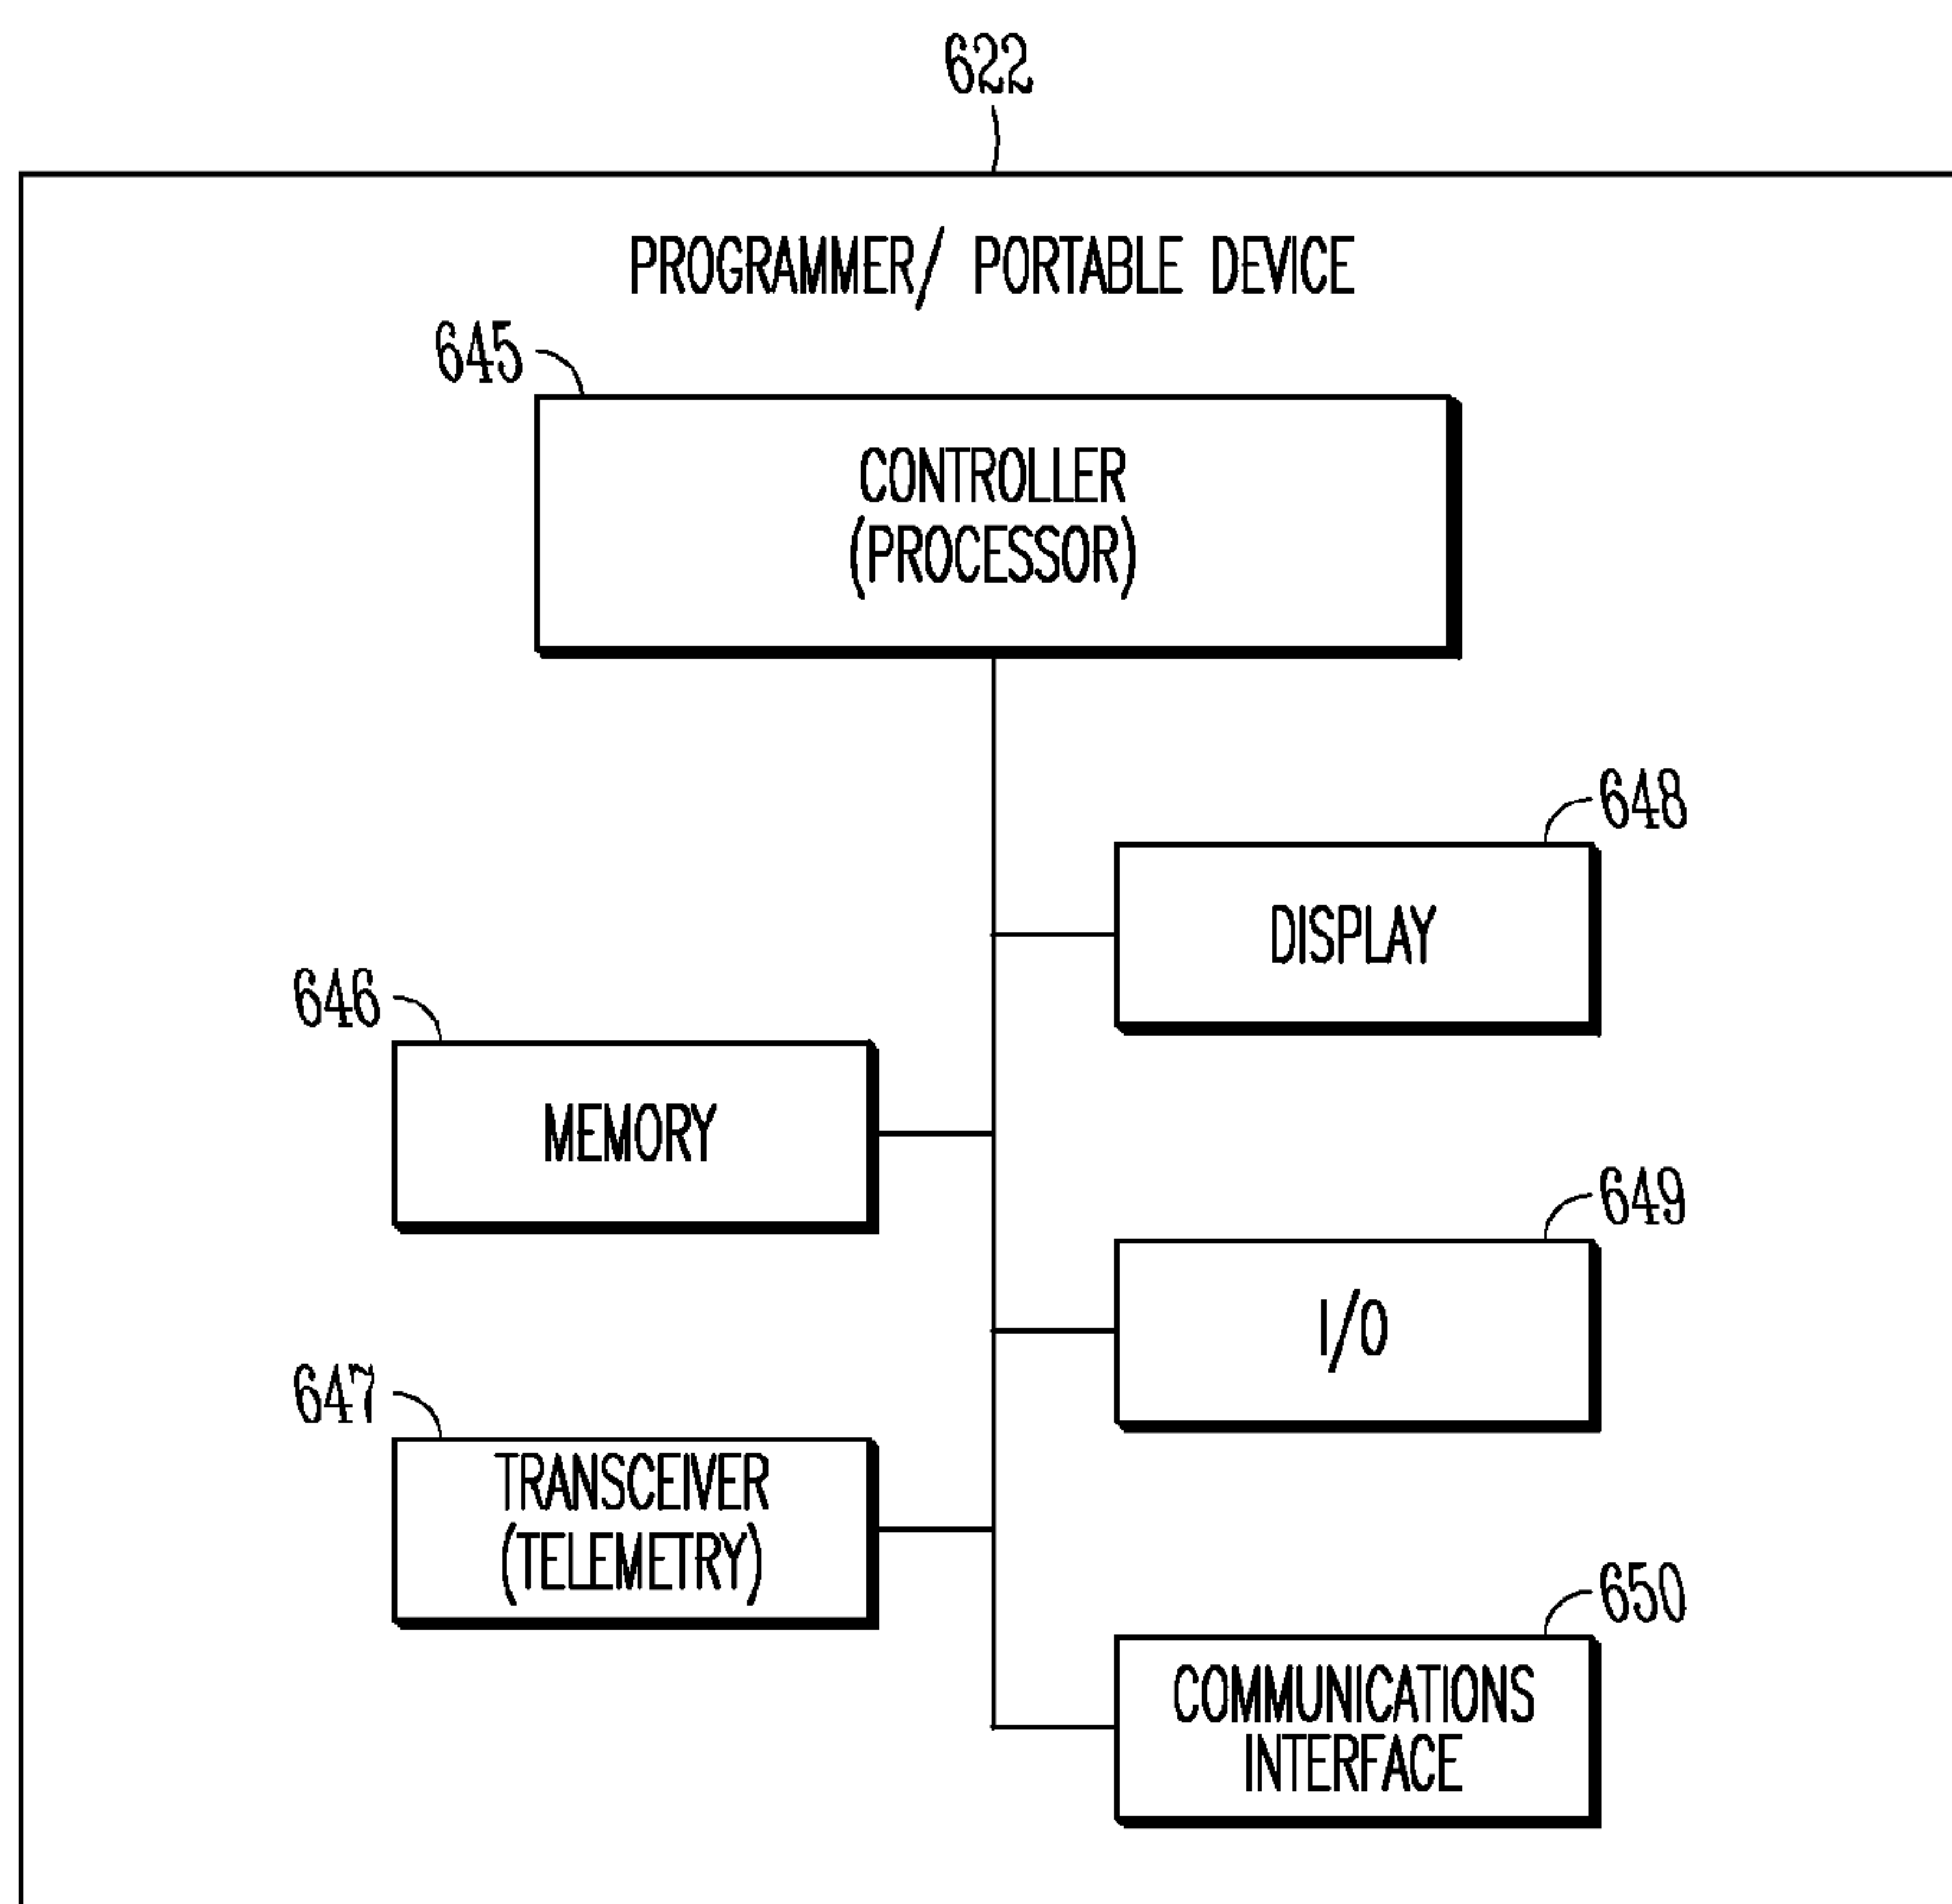 622
PROGRAMMER/ PORTABLE DEVICE
645
CONTROLLER
(PROCESSOR)
648
DISPLAY
646
MEMORY
649
I/O
647
TRANSCEIVER
(TELEMETRY)
650
COMMUNICATIONS
INTERFACE